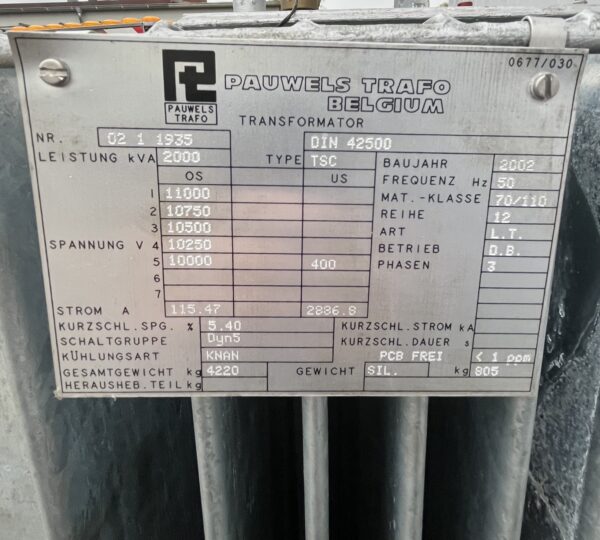 0677/030
PAUWELS TRAFO
BELGIUM
PAUWELS
TRAFO
TRANSFORMATOR
NR. 02 1 1935 DIN 42500
LEISTUNG kVA 2000 TYPE TSC BAUJAHR 2002
OS US FREQUENZ Hz 50
1 11000 MAT.-KLASSE 70/110
2 10750 REIHE 12
3 10500 ART L.T.
SPANNUNG V 4 10250 BETRIEB D.B.
5 10000 400 PHASEN 3
6
7
STROM A 115.47 2886.8
KURZSCHL.SPG. % 5.40 KURZSCHL.STROM kA
SCHALTGRUPPE Dyn5 KURZSCHL.DAUER s
KÜHLUNGSART KNAN PCB FREI < 1 ppm
GESAMTGEWICHT kg 4220 GEWICHT SIL. kg 805
HERAUSHEB.TEIL kg